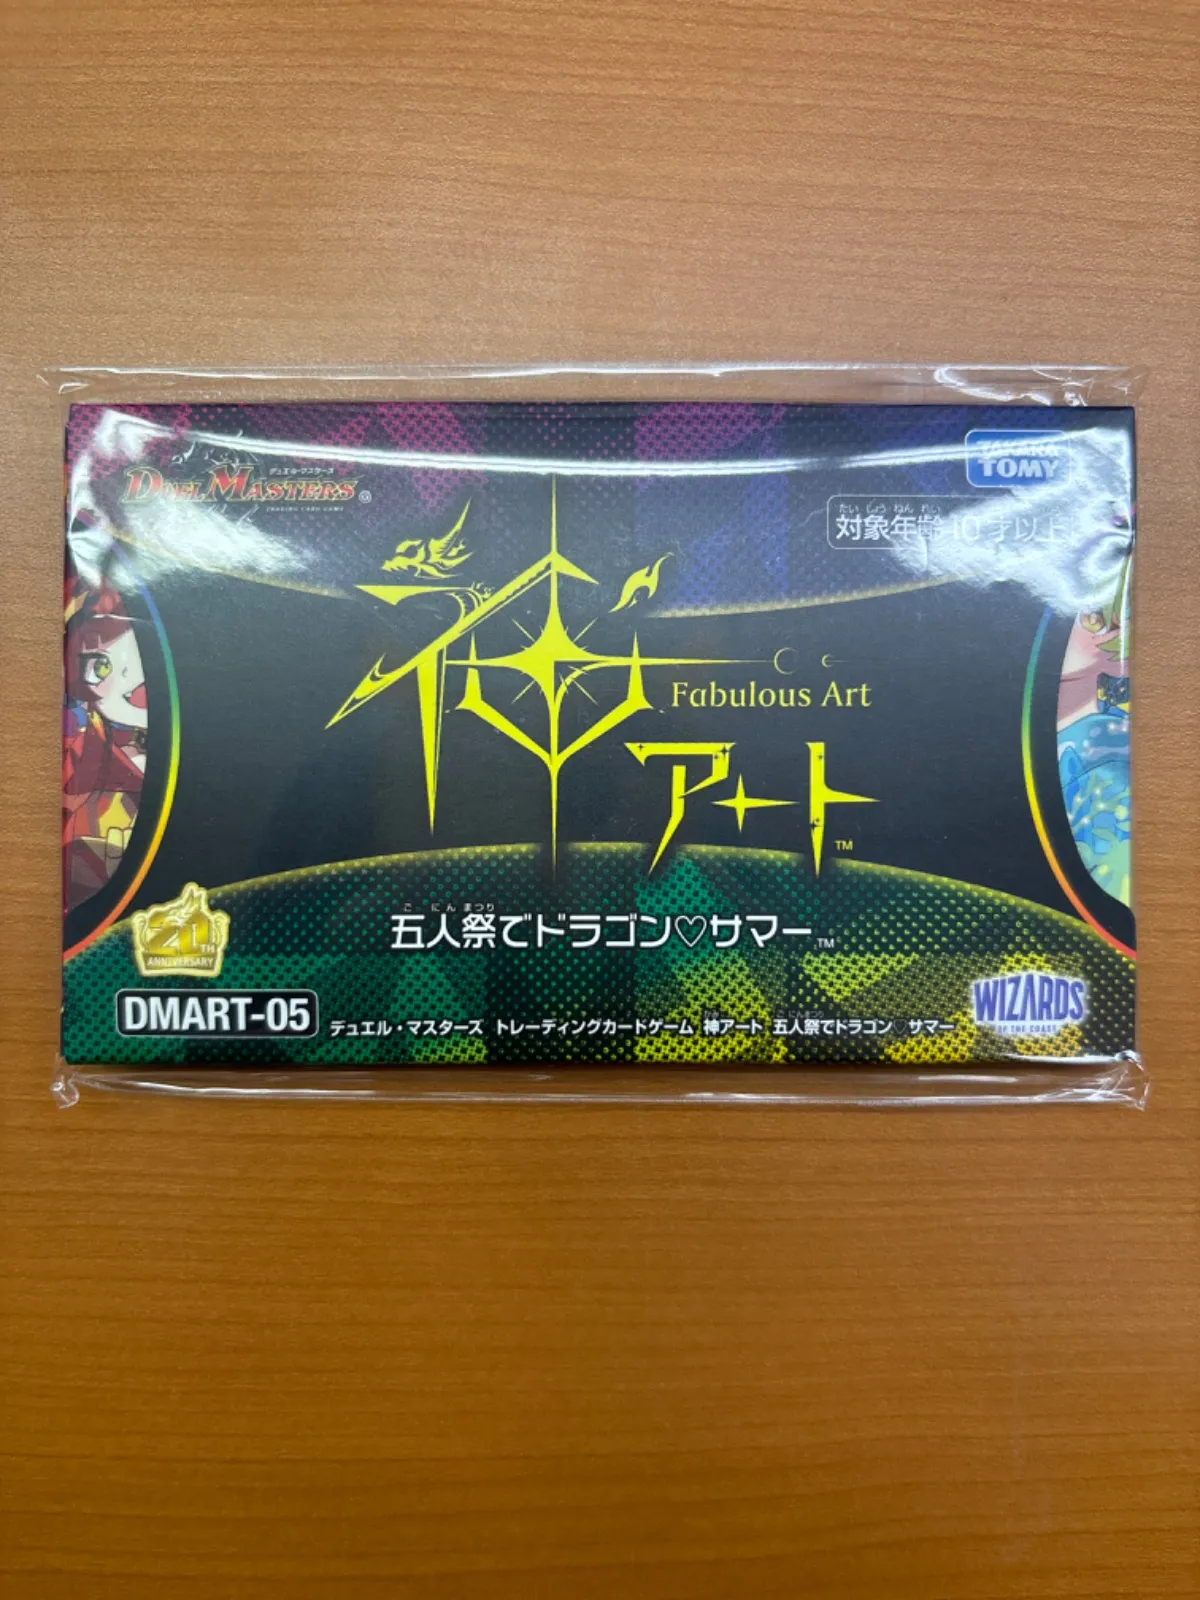 デュエル・マスターズ
DUEL MASTERS®
TRADING CARD GAME
TAKARA TOMY
たいしょうねんれい
対象年齢10才以上
神アート™
Fabulous Art
ごにんまつり
五人祭でドラゴン♡サマー™
20TH
ANNIVERSARY
DMART-05
デュエル・マスターズ トレーディングカードゲーム 神アート 五人祭でドラゴン♡サマー
WIZARDS
OF THE COAST